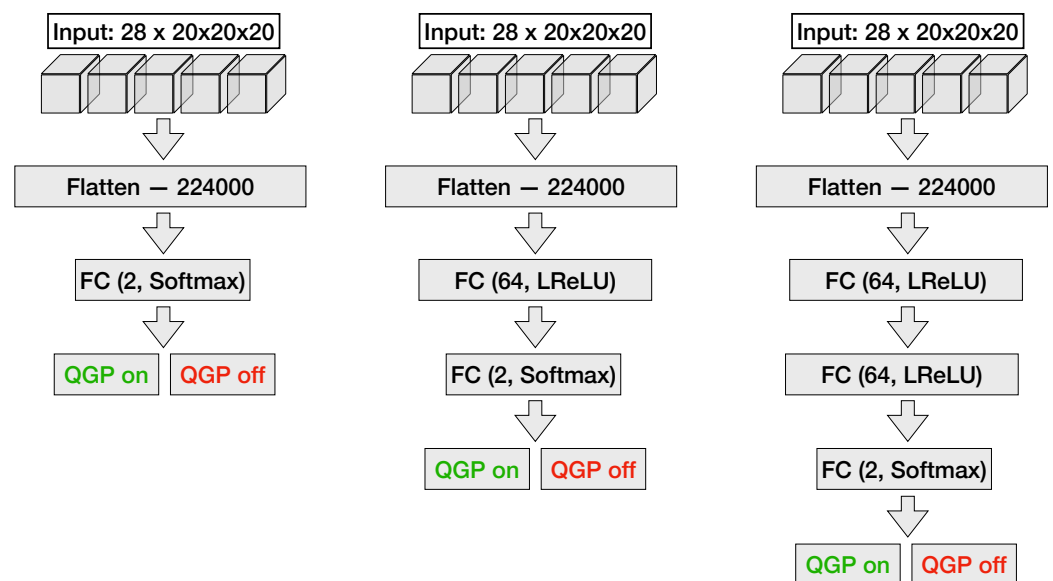 Input: 28 x 20x20x20
Flatten — 224000
FC (2, Softmax)
QGP on
QGP off
Input: 28 x 20x20x20
Flatten — 224000
FC (64, LReLU)
FC (2, Softmax)
QGP on
QGP off
Input: 28 x 20x20x20
Flatten — 224000
FC (64, LReLU)
FC (64, LReLU)
FC (2, Softmax)
QGP on
QGP off